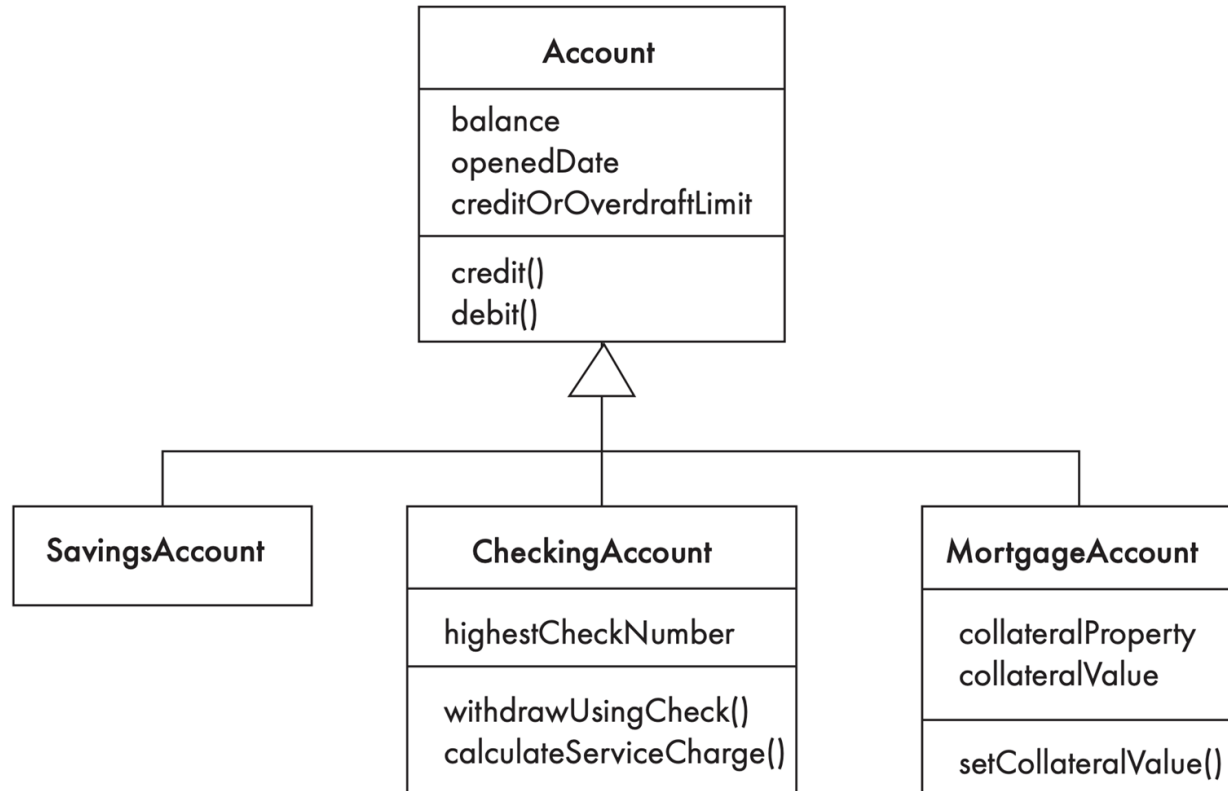 Account
balance
openedDate
creditOrOverdraftLimit
credit()
debit()
SavingsAccount
CheckingAccount
highestCheckNumber
withdrawUsingCheck()
calculateServiceCharge()
MortgageAccount
collateralProperty
collateralValue
setCollateralValue()